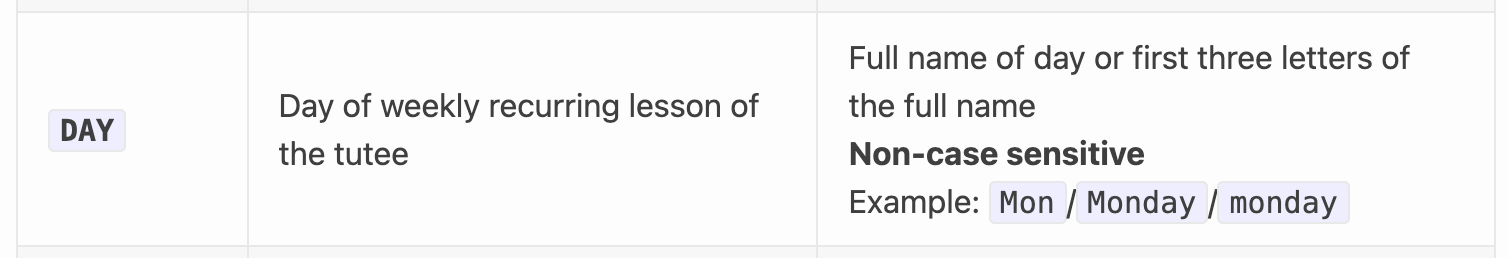 DAY
Day of weekly recurring lesson of
the tutee
Full name of day or first three letters of
the full name
Non-case sensitive
Example: Mon/Monday/monday